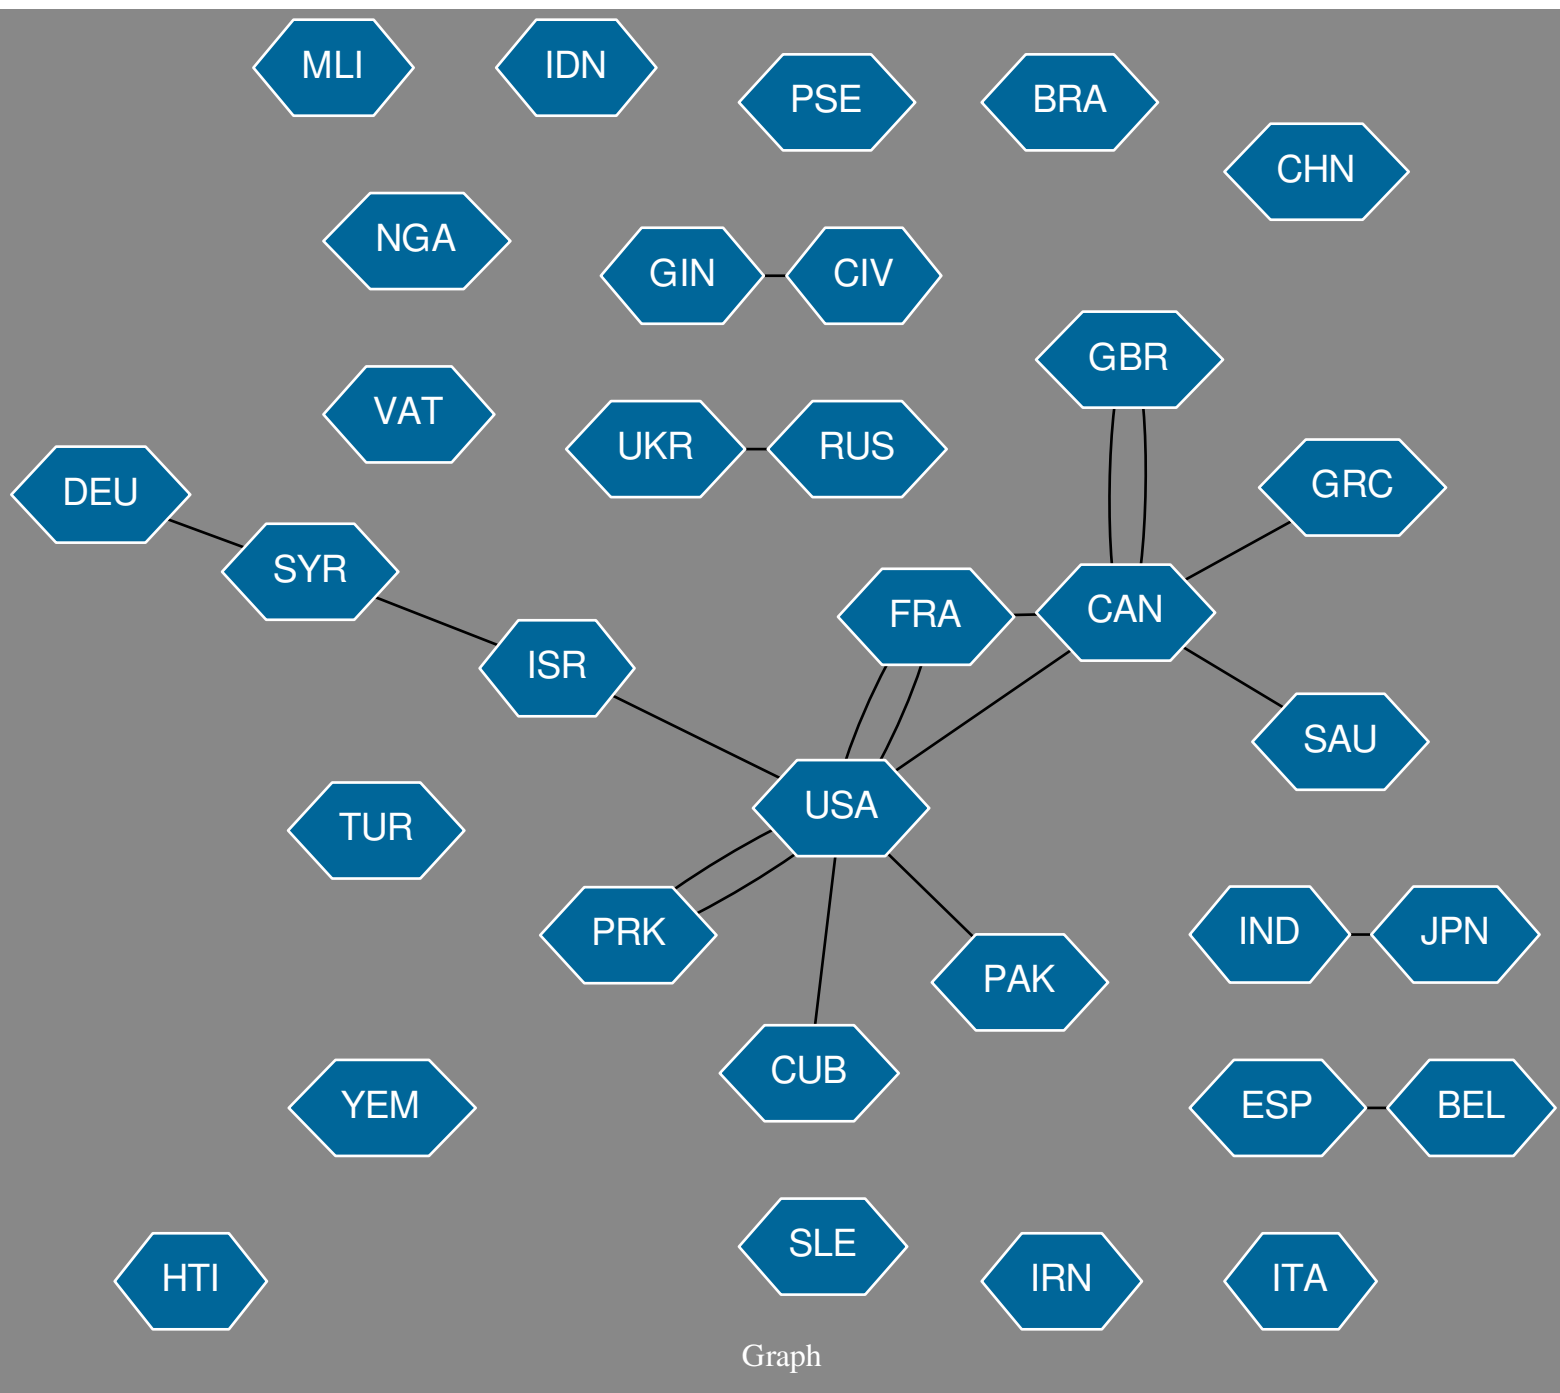 MLI
IDN
PSE
BRA
CHN
NGA
GIN
CIV
GBR
VAT
UKR
RUS
DEU
GRC
SYR
FRA
CAN
ISR
SAU
USA
TUR
PRK
IND
JPN
PAK
CUB
YEM
ESP
BEL
SLE
HTI
IRN
ITA
Graph